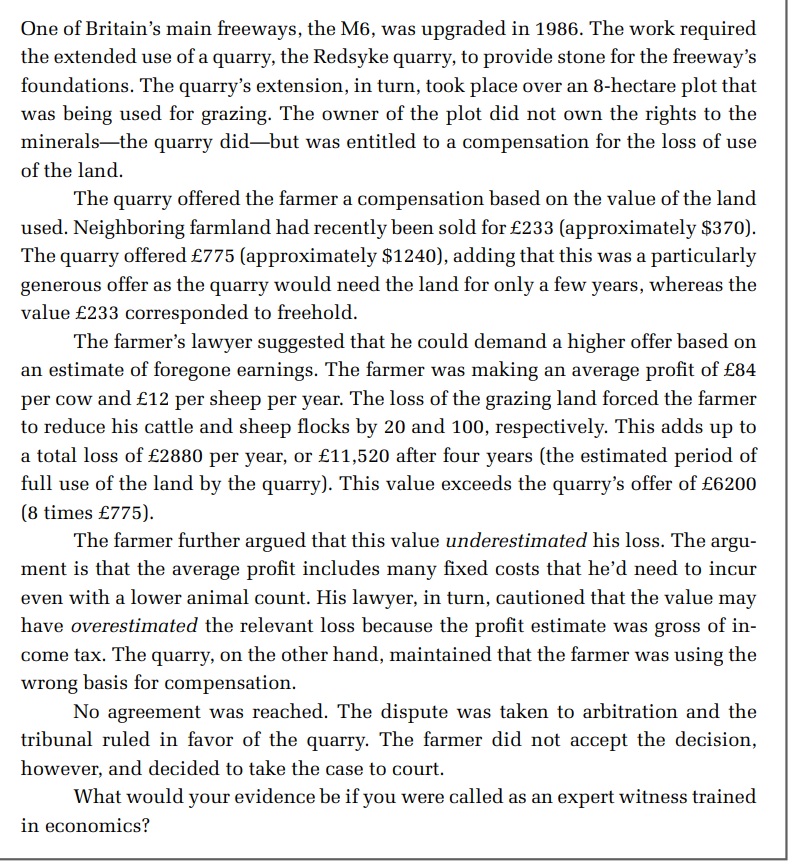 One of Britain's main freeways, the M6, was upgraded in 1986. The work required
the extended use of a quarry, the Redsyke quarry, to provide stone for the freeway's
foundations. The quarry's extension, in turn, took place over an 8-hectare plot that
was being used for grazing. The owner of the plot did not own the rights to the
minerals—the quarry did—but was entitled to a compensation for the loss of use
of the land.
The quarry offered the farmer a compensation based on the value of the land
used. Neighboring farmland had recently been sold for £233 (approximately $370).
The quarry offered £775 (approximately $1240), adding that this was a particularly
generous offer as the quarry would need the land for only a few years, whereas the
value £233 corresponded to freehold.
The farmer's lawyer suggested that he could demand a higher offer based on
an estimate of foregone earnings. The farmer was making an average profit of £84
per cow and £12 per sheep per year. The loss of the grazing land forced the farmer
to reduce his cattle and sheep flocks by 20 and 100, respectively. This adds up to
a total loss of £2880 per year, or £11,520 after four years (the estimated period of
full use of the land by the quarry). This value exceeds the quarry's offer of £6200
(8 times £775).
The farmer further argued that this value underestimated his loss. The argu-
ment is that the average profit includes many fixed costs that he'd need to incur
even with a lower animal count. His lawyer, in turn, cautioned that the value may
have overestimated the relevant loss because the profit estimate was gross of in-
come tax. The quarry, on the other hand, maintained that the farmer was using the
wrong basis for compensation.
No agreement was reached. The dispute was taken to arbitration and the
tribunal ruled in favor of the quarry. The farmer did not accept the decision,
however, and decided to take the case to court.
What would your evidence be if you were called as an expert witness trained
in economics?